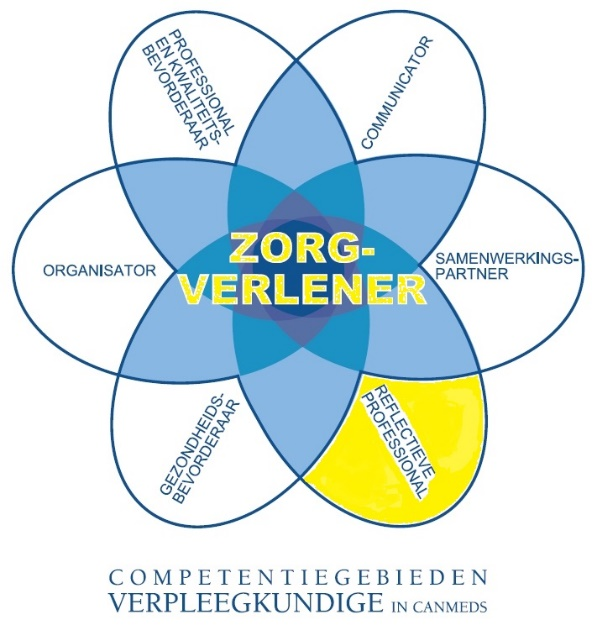 PROFESSIONAL
EN KWALITEITS-
BEVORDERAAR
COMMUNICATOR
ORGANISATOR
ZORG-
VERLENER
SAMENWERKINGS-
PARTNER
GEZONDHEIDS-
BEVORDERAAR
REFLECTIEVE
PROFESSIONAL
COMPETENTIEGEBIEDEN
VERPLEEGKUNDIGE IN CANMEDS